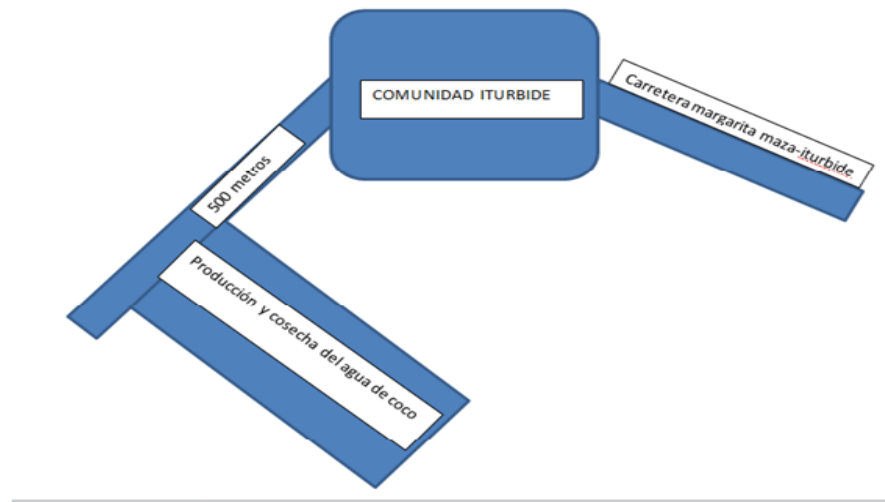 COMUNIDAD ITURBIDE
Carretera margarita maza-iturbide
500 metros
Producción y cosecha del agua de coco